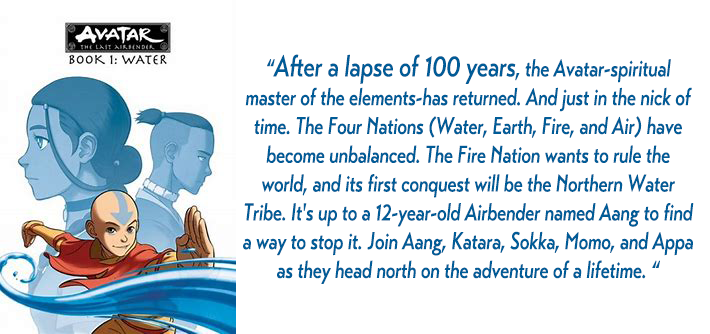 AVATAR
THE LAST AIRBENDER
BOOK 1: WATER
“After a lapse of 100 years, the Avatar-spiritual
master of the elements-has returned. And just in the nick of
time. The Four Nations (Water, Earth, Fire, and Air) have
become unbalanced. The Fire Nation wants to rule the
world, and its first conquest will be the Northern Water
Tribe. It's up to a 12-year-old Airbender named Aang to find
a way to stop it. Join Aang, Katara, Sokka, Momo, and Appa
as they head north on the adventure of a lifetime. “